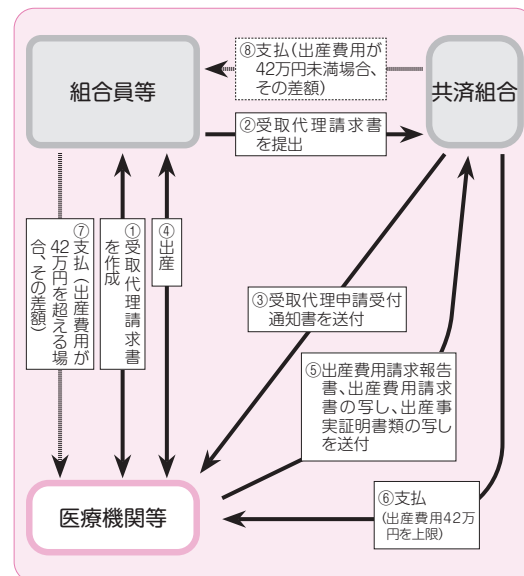 組合員等
共済組合
⑧支払(出産費用が
42万円未満場合、
その差額)
②受取代理請求書
を提出
⑦支払(出産費用が
42万円を超える場
合、その差額)
①受取代理請求書
を作成
④出産
③受取代理申請受付
通知書を送付
⑤出産費用請求報告
書、出産費用請求
書の写し、出産事
実証明書類の写し
を送付
医療機関等
⑥支払
(出産費用42万
円を上限)